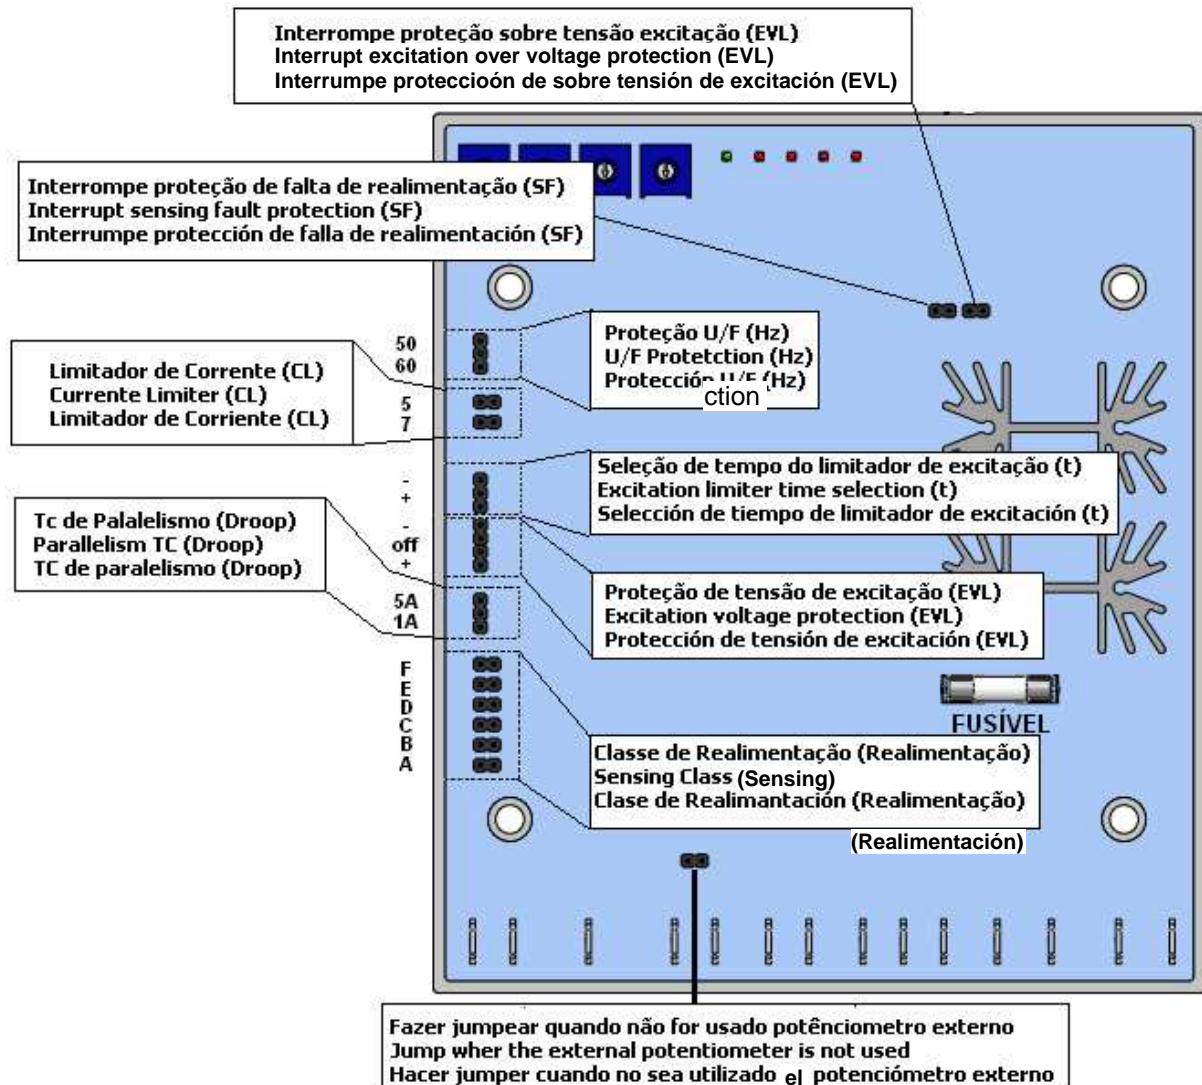 Interrompe proteção sobre tensão excitação (EVL)
Interrupt excitation over voltage protection (EVL)
Interrumpe proteccioón de sobre tensión de excitación (EVL)
Interrompe proteção de falta de realimentação (SF)
Interrupt sensing fault protection (SF)
Interrumpe protección de falla de realimentación (SF)
50
60
Proteção U/F (Hz)
U/F Protetction (Hz)
Protección U/F (Hz)
ction
Limitador de Corrente (CL)
Currente Limiter (CL)
Limitador de Corriente (CL)
5
7
Seleção de tempo do limitador de excitação (t)
Excitation limiter time selection (t)
Selección de tiempo de limitador de excitación (t)
-
+
-
off
+
Tc de Palalelismo (Droop)
Parallelism TC (Droop)
TC de paralelismo (Droop)
Proteção de tensão de excitação (EVL)
Excitation voltage protection (EVL)
Protección de tensión de excitación (EVL)
5A
1A
F
E
D
C
B
A
FUSÍVEL
Classe de Realimentação (Realimentação)
Sensing Class (Sensing)
Clase de Realimantación (Realimentação)
(Realimentación)
Fazer jumpear quando não for usado potênciometro externo
Jump wher the external potentiometer is not used
Hacer jumper cuando no sea utilizado el potenciómetro externo